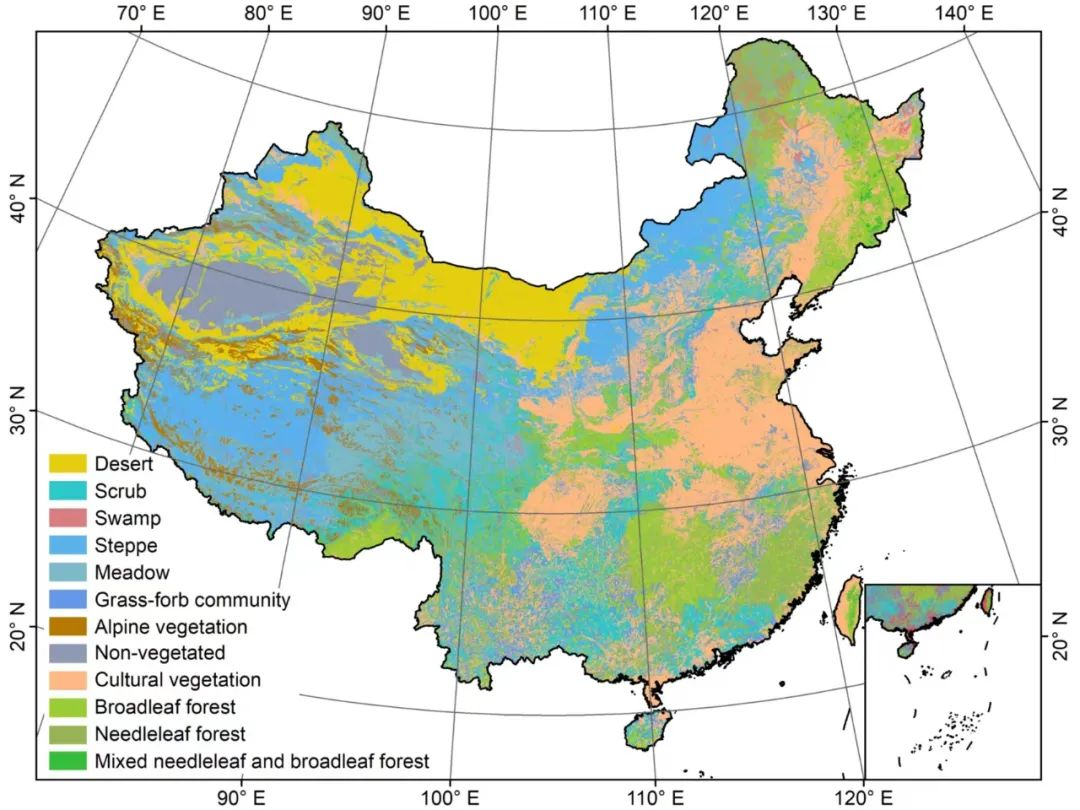 70° E 80° E 90° E 100° E 110° E 120° E 130° E 140° E
40° N
40° N
30° N
30° N
20° N
20° N
Desert
Scrub
Swamp
Steppe
Meadow
Grass-forb community
Alpine vegetation
Non-vegetated
Cultural vegetation
Broadleaf forest
Needleleaf forest
Mixed needleleaf and broadleaf forest
90° E 100° E 110° E 120° E